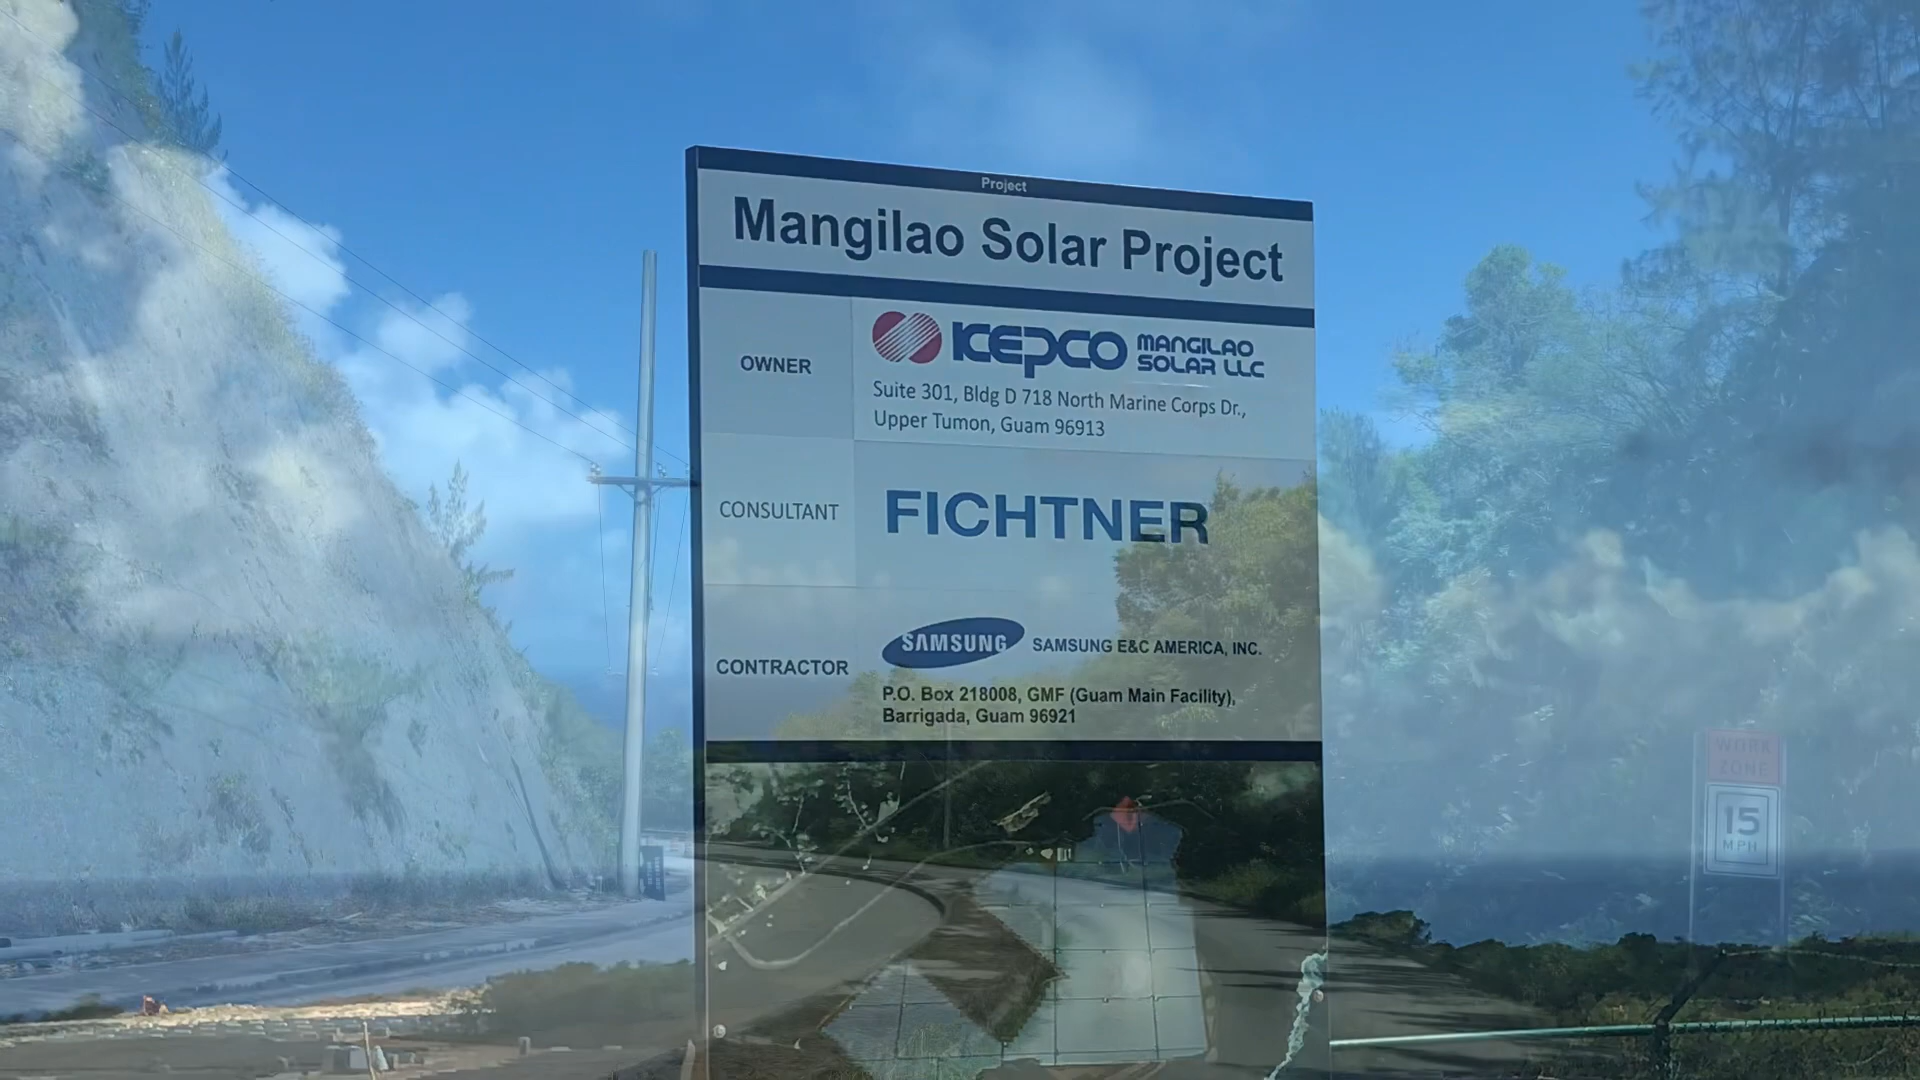 Project
Mangilao Solar Project
OWNER
KEPCO MANGILAO SOLAR LLC
Suite 301, Bldg D 718 North Marine Corps Dr.,
Upper Tumon, Guam 96913
CONSULTANT
FICHTNER
CONTRACTOR
SAMSUNG SAMSUNG E&C AMERICA, INC.
P.O. Box 218008, GMF (Guam Main Facility),
Barrigada, Guam 96921
WORK
ZONE
15
MPH